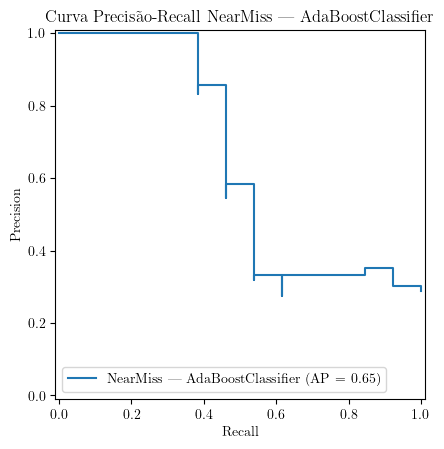 Curva Precisão-Recall NearMiss — AdaBoostClassifier
1.0
0.8
0.6
0.4
0.2
0.0
Precision
NearMiss — AdaBoostClassifier (AP = 0.65)
0.0 0.2 0.4 0.6 0.8 1.0
Recall